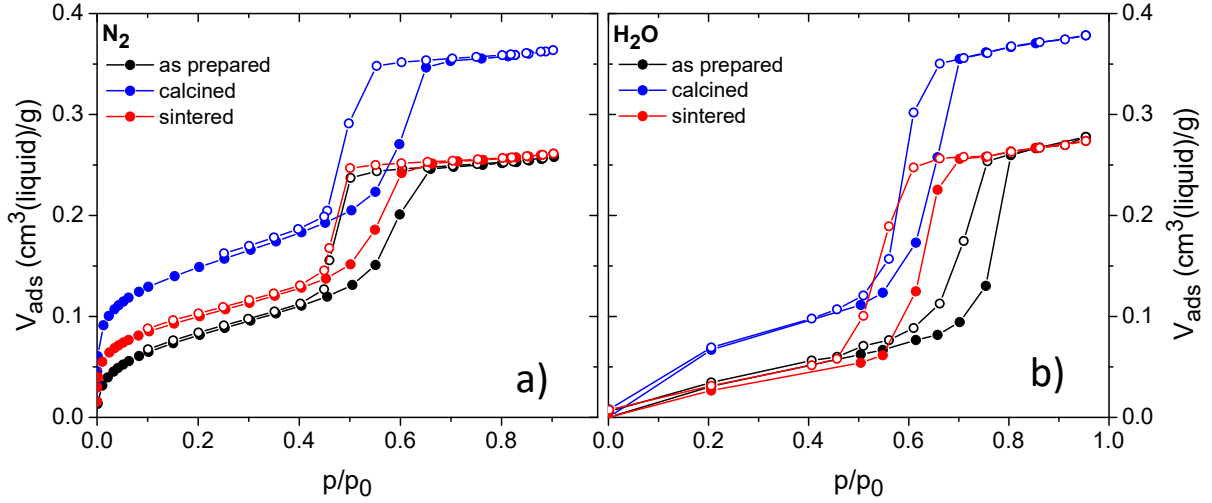 N₂
as prepared
calcined
sintered
a)
V_ads (cm³(liquid)/g)
0.4
0.3
0.2
0.1
0.0
0.0 0.2 0.4 0.6 0.8
p/p₀
H₂O
as prepared
calcined
sintered
b)
0.4
0.3
0.2
0.1
0.0
V_ads (cm³(liquid)/g)
0.0 0.2 0.4 0.6 0.8 1.0
p/p₀